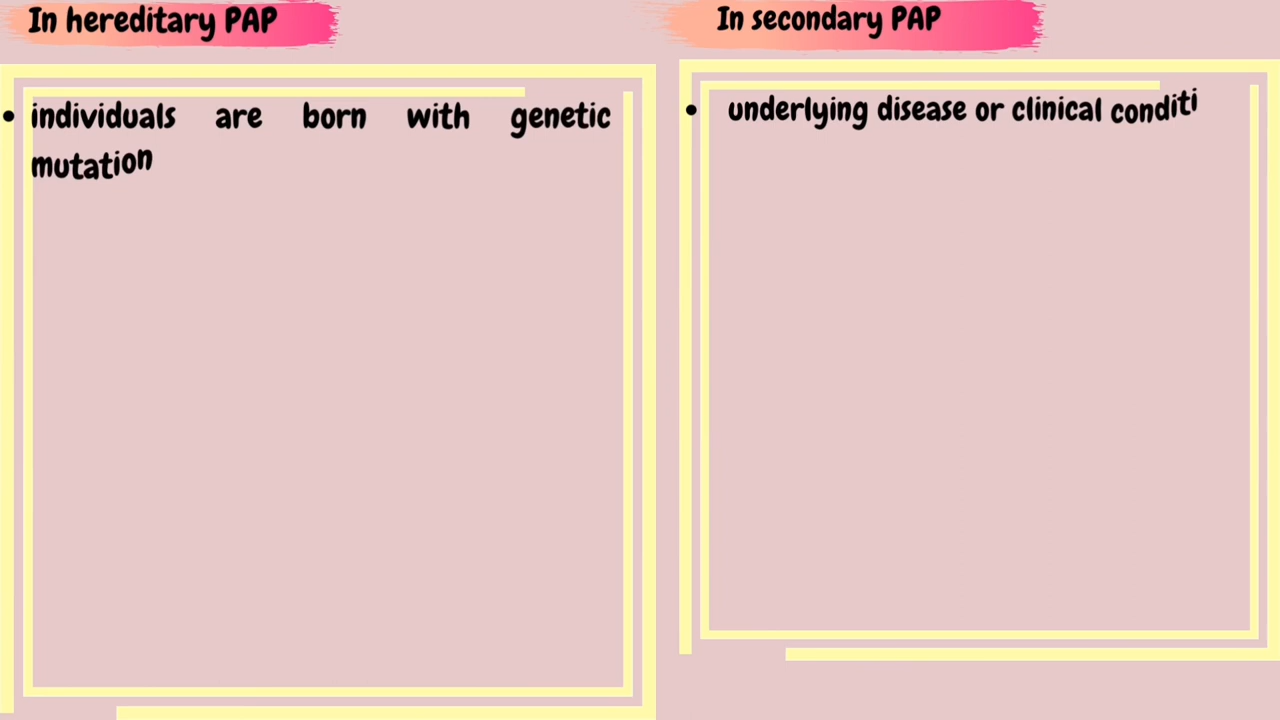 In hereditary PAP
• individuals are born with genetic
mutation
In secondary PAP
• underlying disease or clinical conditi